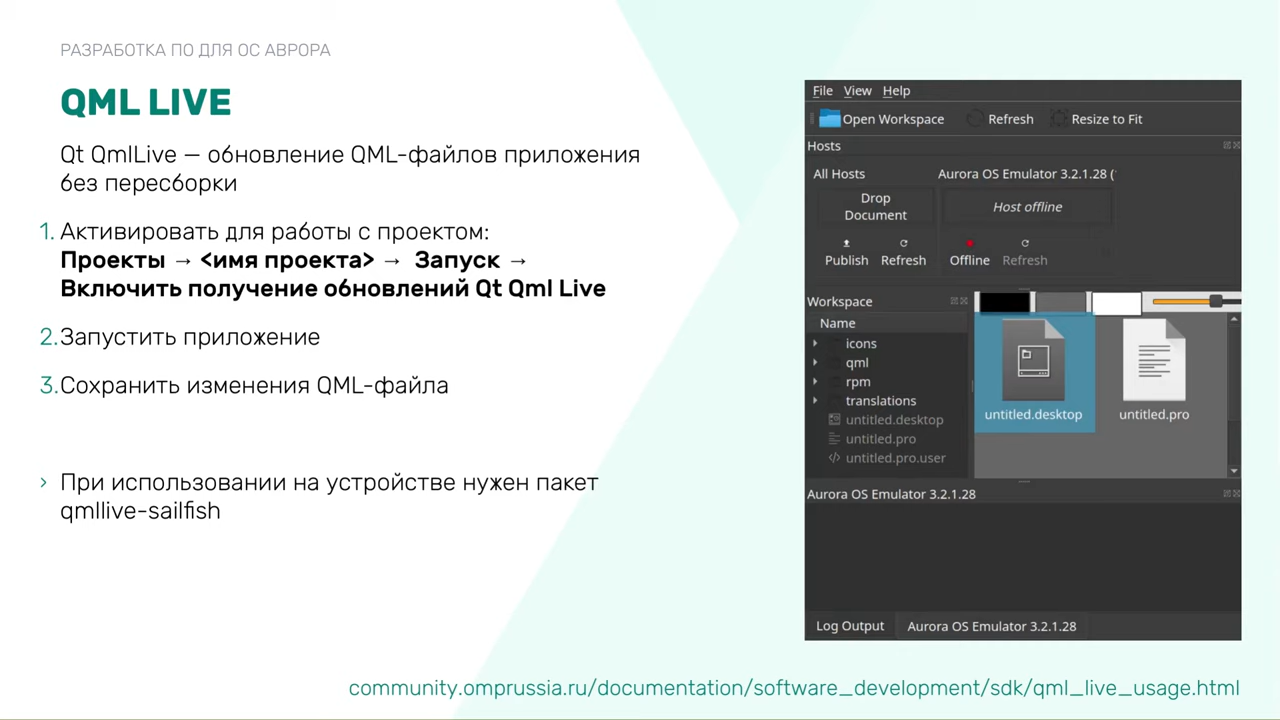 РАЗРАБОТКА ПО ДЛЯ ОС АВРОРА
QML LIVE
Qt QmlLive — обновление QML-файлов приложения
без пересборки
1. Активировать для работы с проектом:
Проекты → <имя проекта> → Запуск →
Включить получение обновлений Qt Qml Live
2. Запустить приложение
3. Сохранить изменения QML-файла
› При использовании на устройстве нужен пакет
qmllive-sailfish
File View Help
Open Workspace Refresh Resize to Fit
Hosts
All Hosts Aurora OS Emulator 3.2.1.28 (
Drop
Document
Host offline
Publish Refresh Offline Refresh
Workspace
Name
icons
qml
rpm
translations
untitled.desktop
untitled.pro
untitled.pro.user
untitled.desktop untitled.pro
Aurora OS Emulator 3.2.1.28
Log Output Aurora OS Emulator 3.2.1.28
community.omprussia.ru/documentation/software_development/sdk/qml_live_usage.html